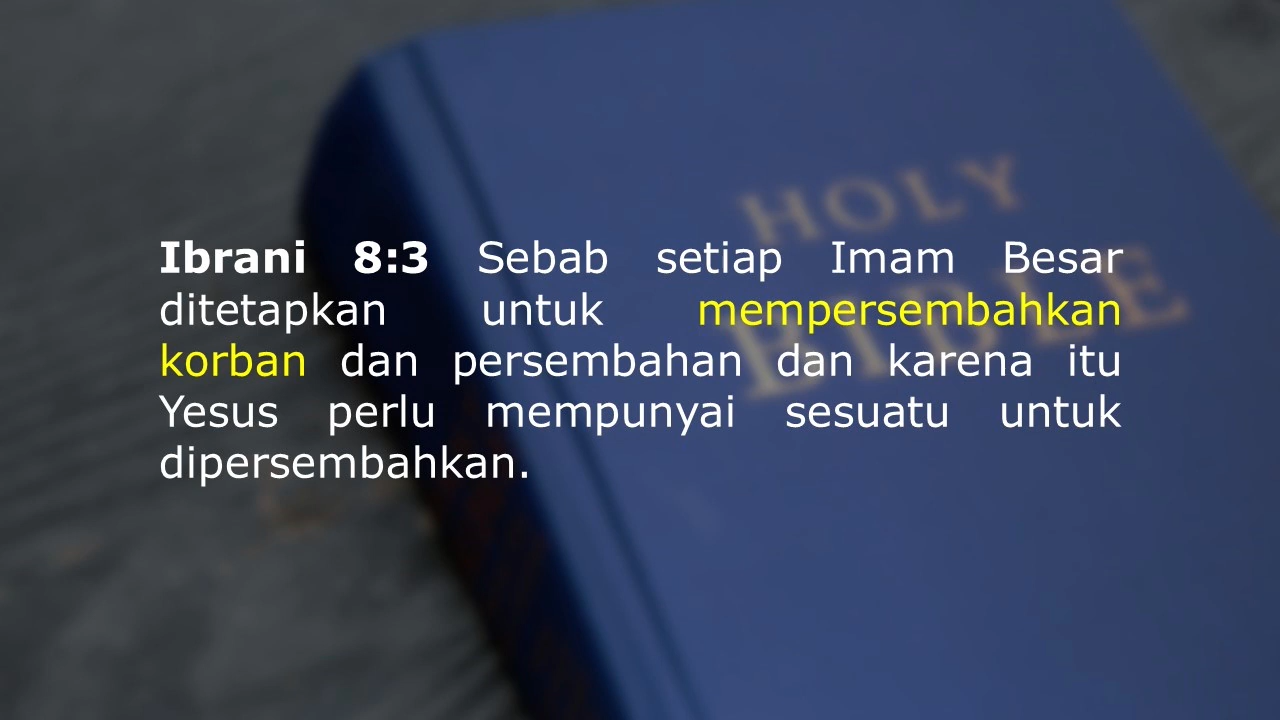 HOLY
BIBLE
Ibrani 8:3 Sebab setiap Imam Besar
ditetapkan untuk mempersembahkan
korban dan persembahan dan karena itu
Yesus perlu mempunyai sesuatu untuk
dipersembahkan.